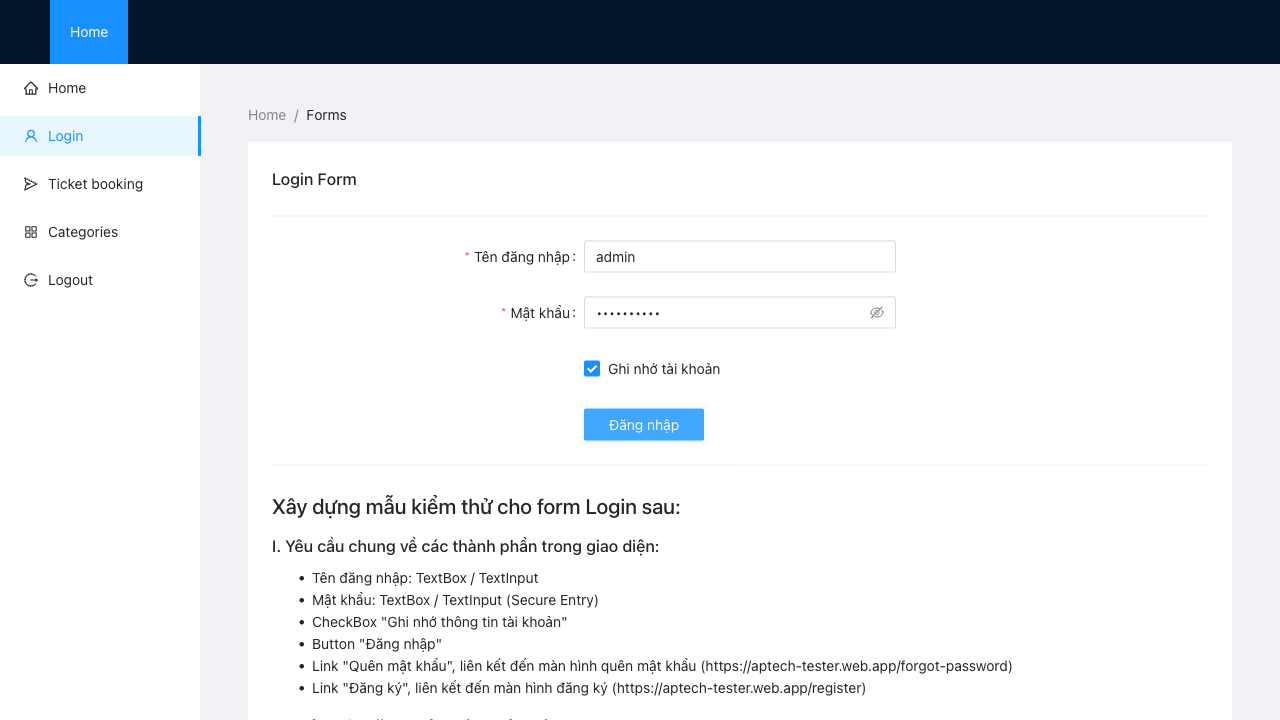 Home
Home
Login
Ticket booking
Categories
Logout
Home / Forms
Login Form
* Tên đăng nhập:
admin
* Mật khẩu:
••••••••••
Ghi nhớ tài khoản
Đăng nhập
Xây dựng mẫu kiểm thử cho form Login sau:
I. Yêu cầu chung về các thành phần trong giao diện:
• Tên đăng nhập: TextBox / TextInput
• Mật khẩu: TextBox / TextInput (Secure Entry)
• CheckBox "Ghi nhớ thông tin tài khoản"
• Button "Đăng nhập"
• Link "Quên mật khẩu", liên kết đến màn hình quên mật khẩu (https://aptech-tester.web.app/forgot-password)
• Link "Đăng ký", liên kết đến màn hình đăng ký (https://aptech-tester.web.app/register)